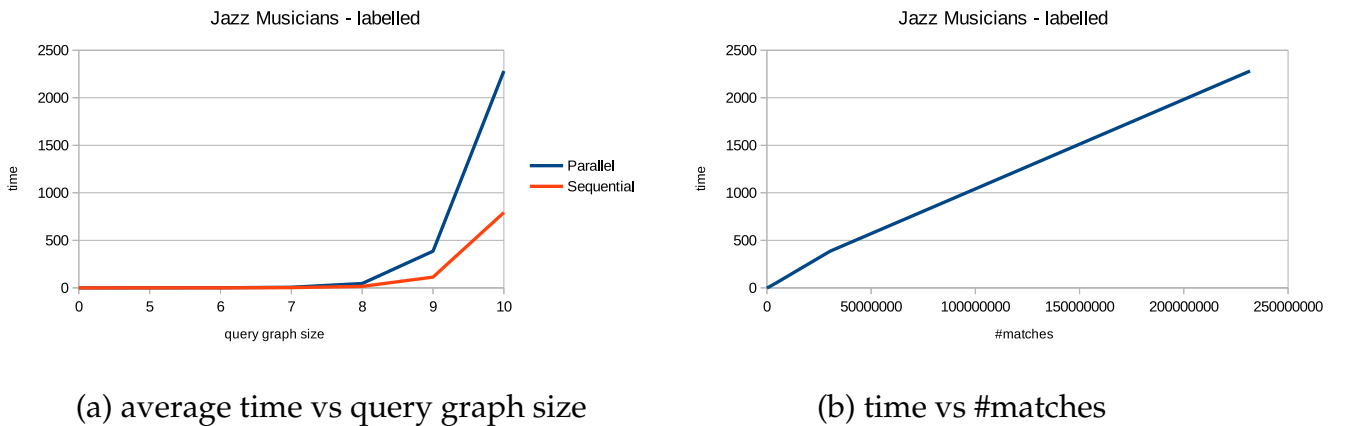 Jazz Musicians - labelled
2500
2000
1500
1000
500
0
time
0 5 6 7 8 9 10
query graph size
Parallel
Sequential
(a) average time vs query graph size
Jazz Musicians - labelled
2500
2000
1500
1000
500
0
time
0 50000000 100000000 150000000 200000000 250000000
#matches
(b) time vs #matches